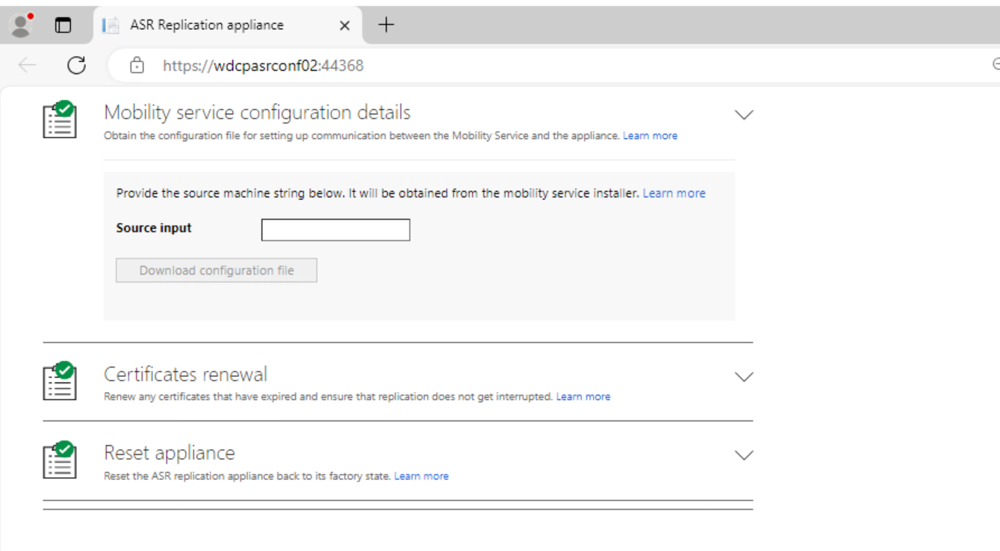 ASR Replication appliance
https://wdcpasrconf02:44368
Mobility service configuration details
Obtain the configuration file for setting up communication between the Mobility Service and the appliance. Learn more
Provide the source machine string below. It will be obtained from the mobility service installer. Learn more
Source input
Download configuration file
Certificates renewal
Renew any certificates that have expired and ensure that replication does not get interrupted. Learn more
Reset appliance
Reset the ASR replication appliance back to its factory state. Learn more